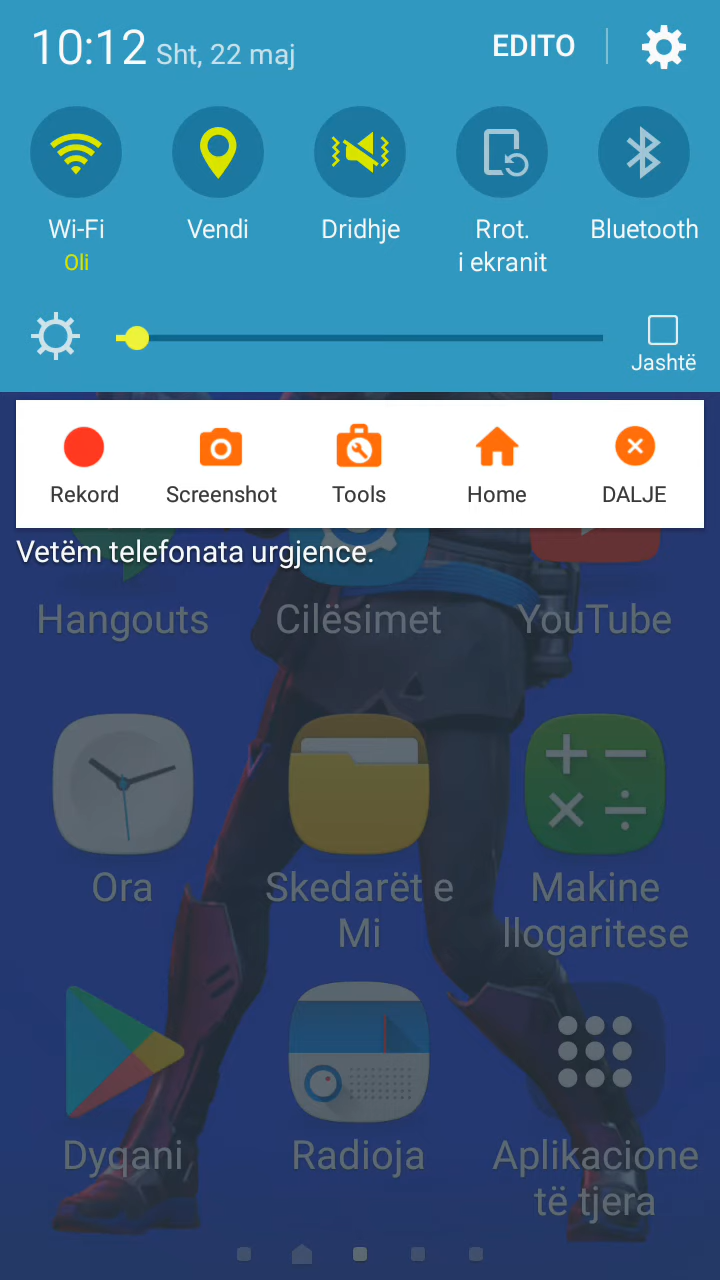 10:12 Sht, 22 maj EDITO
Wi-Fi Vendi Dridhje Rrot. Bluetooth
Oli i ekranit
Jashtë
Rekord Screenshot Tools Home DALJE
Vetëm telefonata urgjence.
Hangouts Cilësimet YouTube
Ora Skedarët e Makine
Mi llogaritese
Dyqani Radioja Aplikacione
të tjera